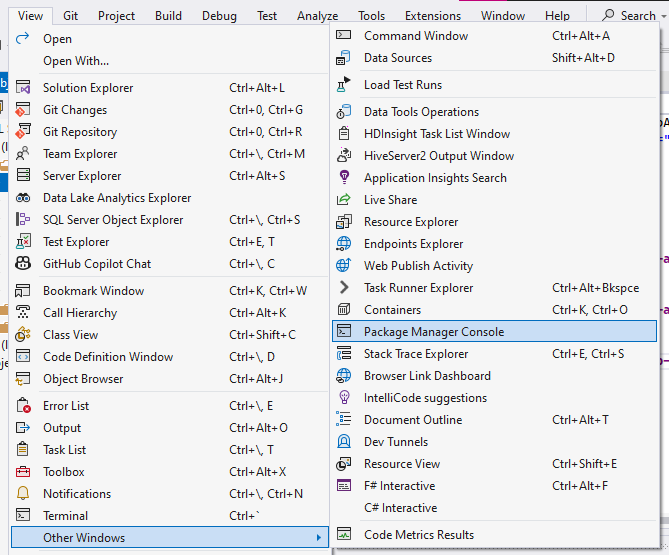 View Git Project Build Debug Test Analyze Tools Extensions Window Help Search
Open
Open With...
Solution Explorer Ctrl+Alt+L
Git Changes Ctrl+0, Ctrl+G
Git Repository Ctrl+0, Ctrl+R
Team Explorer Ctrl+\, Ctrl+M
Server Explorer Ctrl+Alt+S
Data Lake Analytics Explorer
SQL Server Object Explorer Ctrl+\, Ctrl+S
Test Explorer Ctrl+E, T
GitHub Copilot Chat Ctrl+\, C
Bookmark Window Ctrl+K, Ctrl+W
Call Hierarchy Ctrl+Alt+K
Class View Ctrl+Shift+C
Code Definition Window Ctrl+\, D
Object Browser Ctrl+Alt+J
Error List Ctrl+\, E
Output Ctrl+Alt+O
Task List Ctrl+\, T
Toolbox Ctrl+Alt+X
Notifications Ctrl+\, Ctrl+N
Terminal Ctrl+`
Other Windows
Command Window Ctrl+Alt+A
Data Sources Shift+Alt+D
Load Test Runs
Data Tools Operations
HDInsight Task List Window
HiveServer2 Output Window
Application Insights Search
Live Share
Resource Explorer
Endpoints Explorer
Web Publish Activity
Task Runner Explorer Ctrl+Alt+Bkspce
Containers Ctrl+K, Ctrl+O
Package Manager Console
Stack Trace Explorer Ctrl+E, Ctrl+S
Browser Link Dashboard
IntelliCode suggestions
Document Outline Ctrl+Alt+T
Dev Tunnels
Resource View Ctrl+Shift+E
F# Interactive Ctrl+Alt+F
C# Interactive
Code Metrics Results